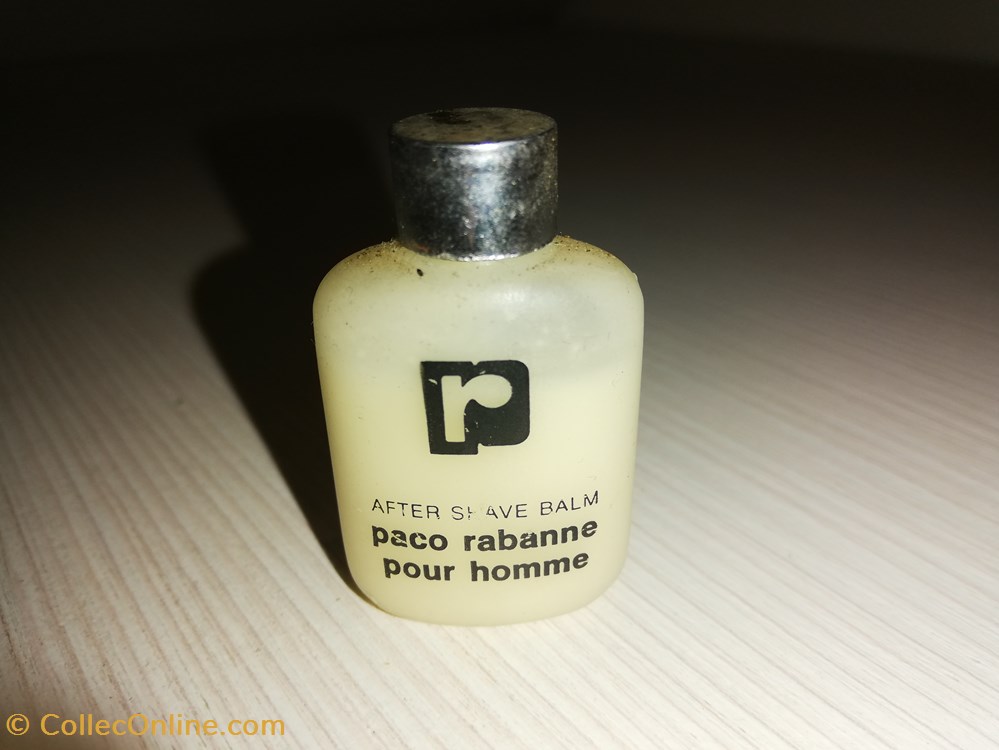 AFTER SHAVE BALM
paco rabanne
pour homme
© CollecOnline.com